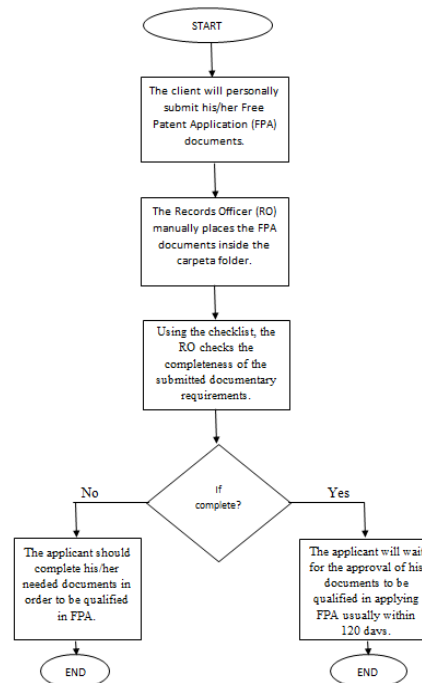 START
The client will personally
submit his/her Free
Patent Application (FPA)
documents.
The Records Officer (RO)
manually places the FPA
documents inside the
carpeta folder.
Using the checklist, the
RO checks the
completeness of the
submitted documentary
requirements.
If
complete?
No
Yes
The applicant should
complete his/her
needed documents in
order to be qualified
in FPA.
The applicant will wait
for the approval of his
documents to be
qualified in applying
FPA usually within
120 days.
END
END